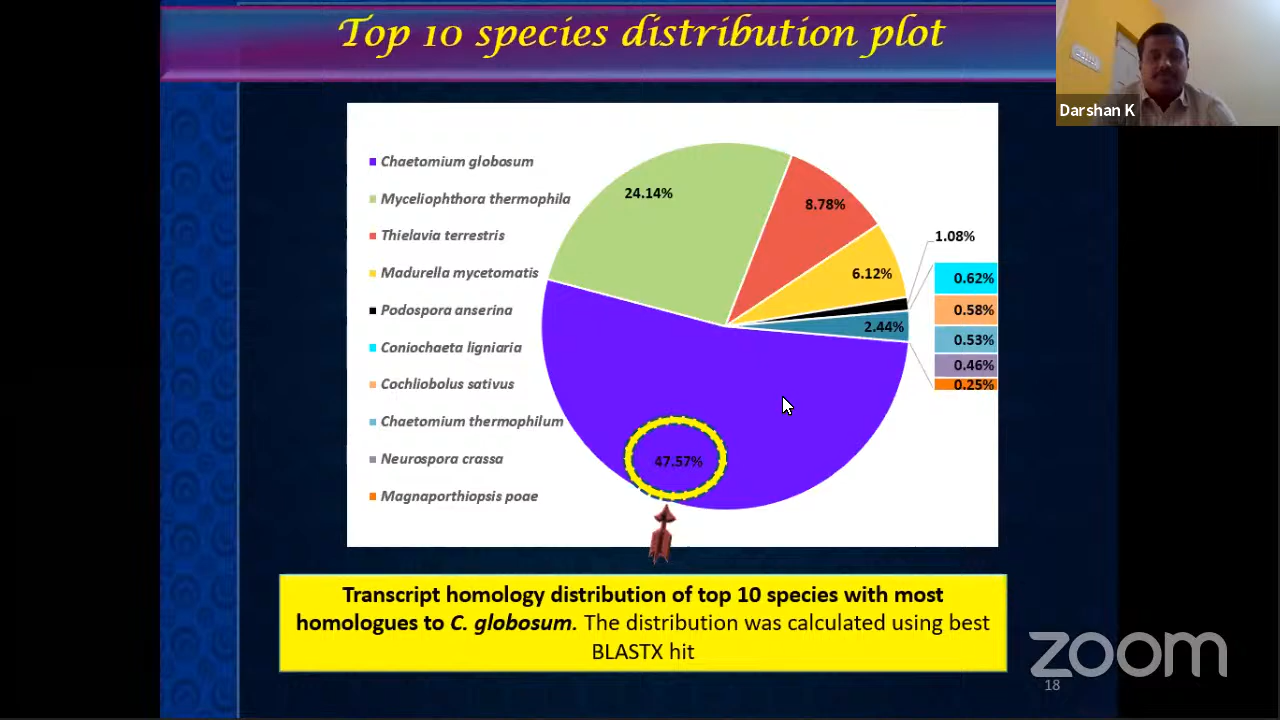 Top 10 species distribution plot
Darshan K
Chaetomium globosum
Myceliophthora thermophila
Thielavia terrestris
Madurella mycetomatis
Podospora anserina
Coniochaeta ligniaria
Cochliobolus sativus
Chaetomium thermophilum
Neurospora crassa
Magnaporthiopsis poae
24.14%
8.78%
6.12%
1.08%
2.44%
0.62%
0.58%
0.53%
0.46%
0.25%
47.57%
Transcript homology distribution of top 10 species with most
homologues to C. globosum. The distribution was calculated using best
BLASTX hit
zoom
18